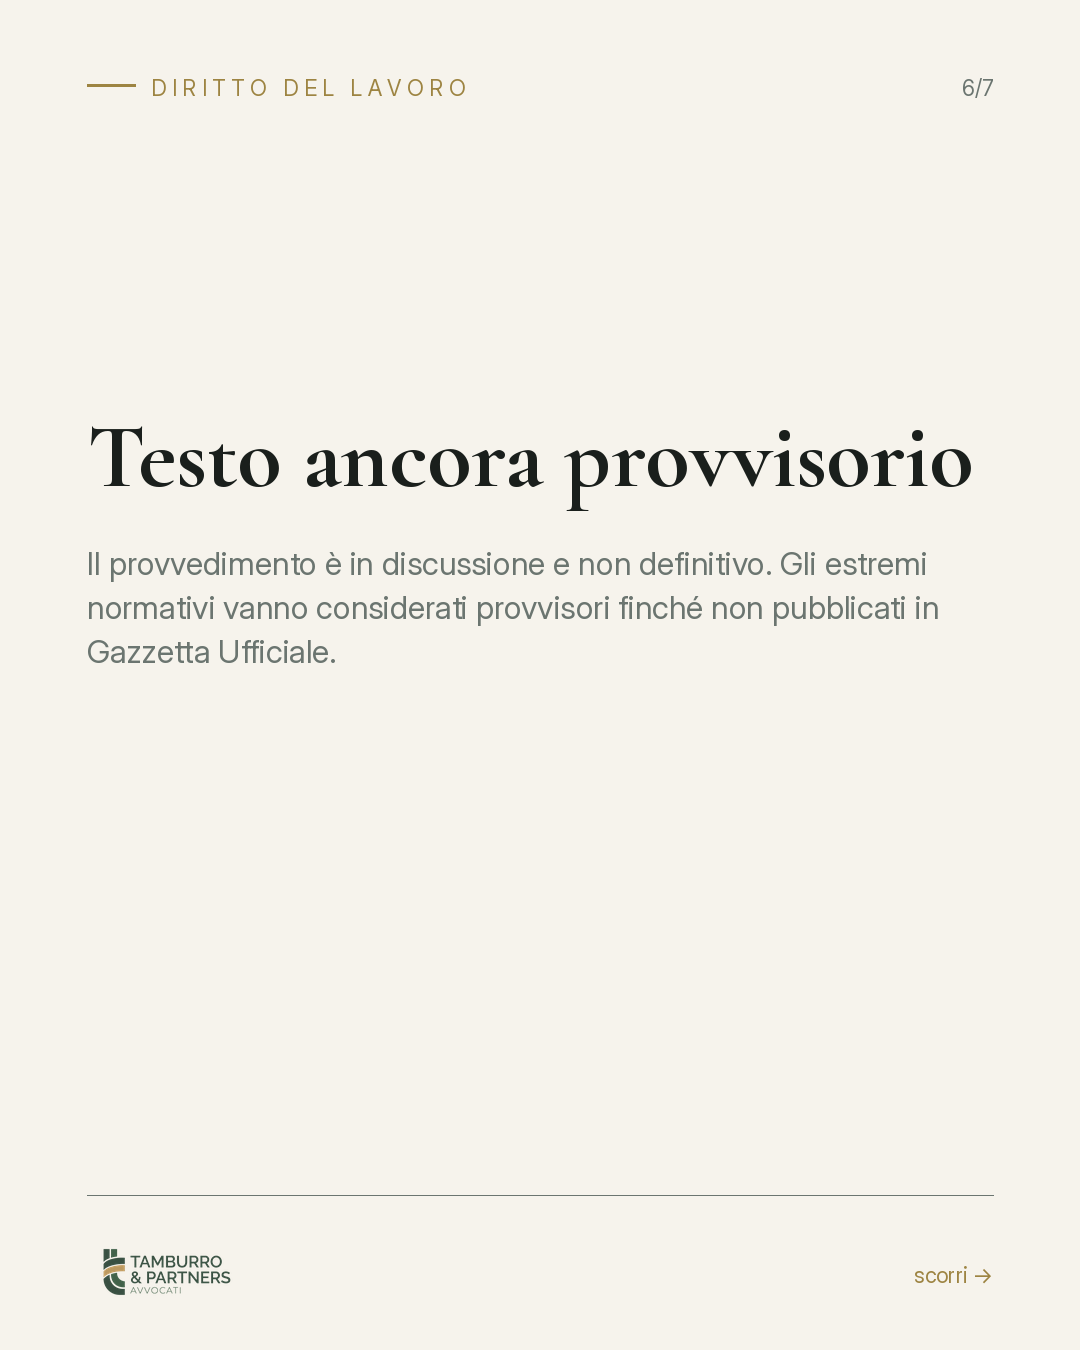 DIRITTO DEL LAVORO
6/7
Testo ancora provvisorio
Il provvedimento è in discussione e non definitivo. Gli estremi
normativi vanno considerati provvisori finché non pubblicati in
Gazzetta Ufficiale.
TAMBURRO
& PARTNERS
AVVOCATI
scorri →